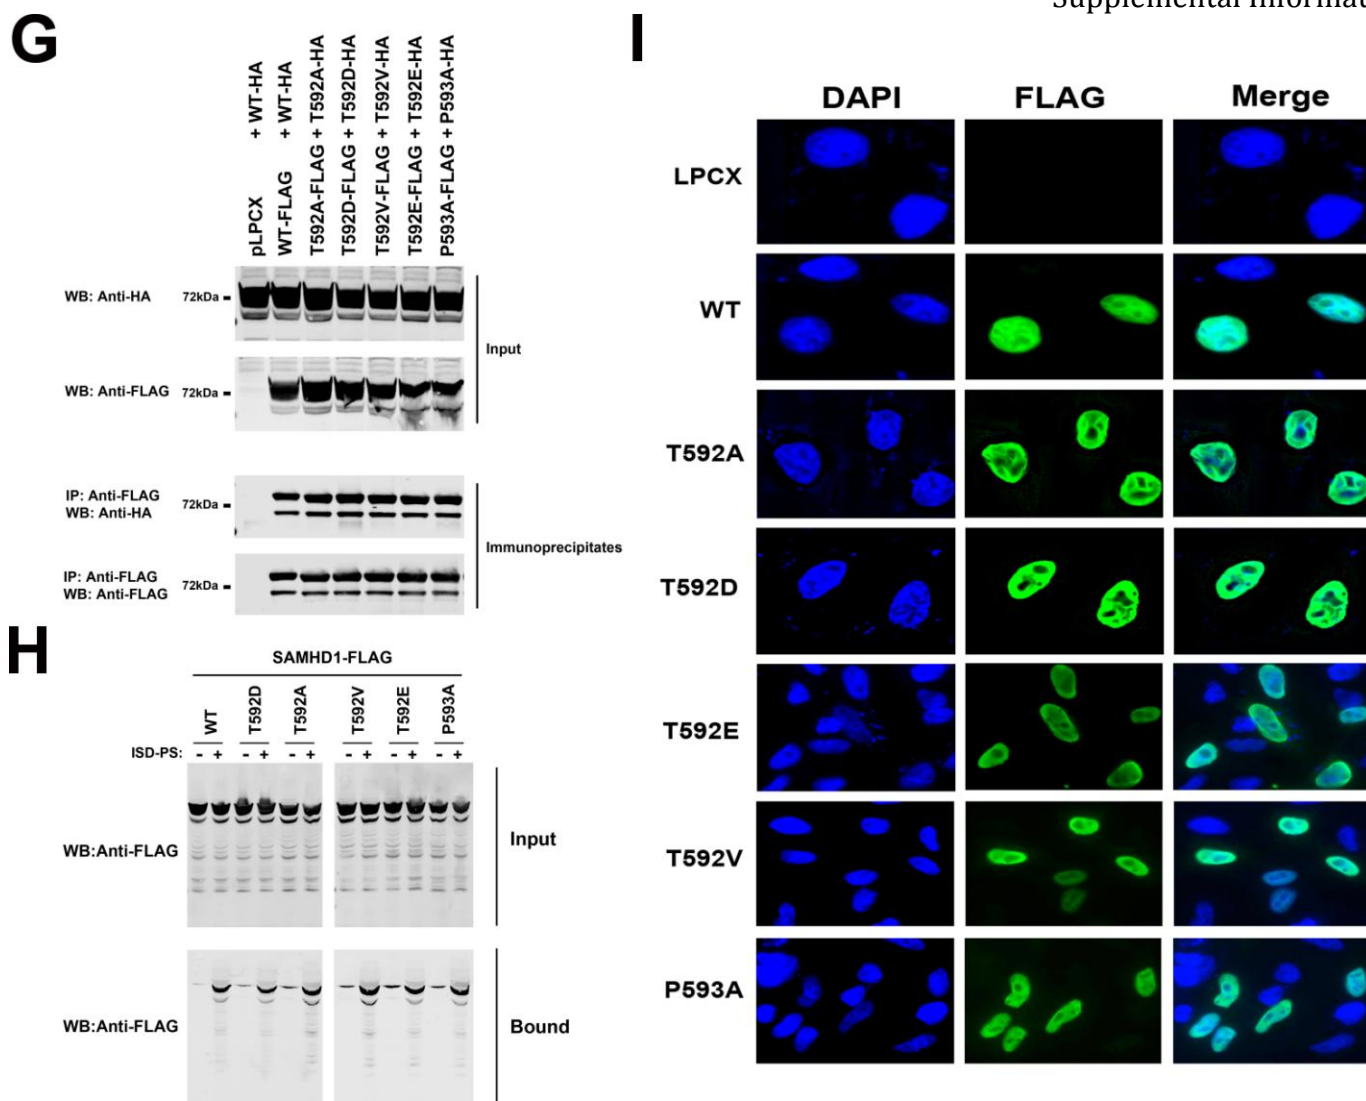 Supplemental Informat
G
pLPCX + WT-HA
WT-FLAG + WT-HA
T592A-FLAG + T592A-HA
T592D-FLAG + T592D-HA
T592V-FLAG + T592V-HA
T592E-FLAG + T592E-HA
P593A-FLAG + P593A-HA
WB: Anti-HA 72kDa
Input
WB: Anti-FLAG 72kDa
IP: Anti-FLAG
WB: Anti-HA 72kDa
Immunoprecipitates
IP: Anti-FLAG
WB: Anti-FLAG 72kDa
H
SAMHD1-FLAG
WT T592D T592A T592V T592E P593A
ISD-PS: - + - + - + - + - + - +
WB:Anti-FLAG
Input
WB:Anti-FLAG
Bound
I
DAPI FLAG Merge
LPCX
WT
T592A
T592D
T592E
T592V
P593A